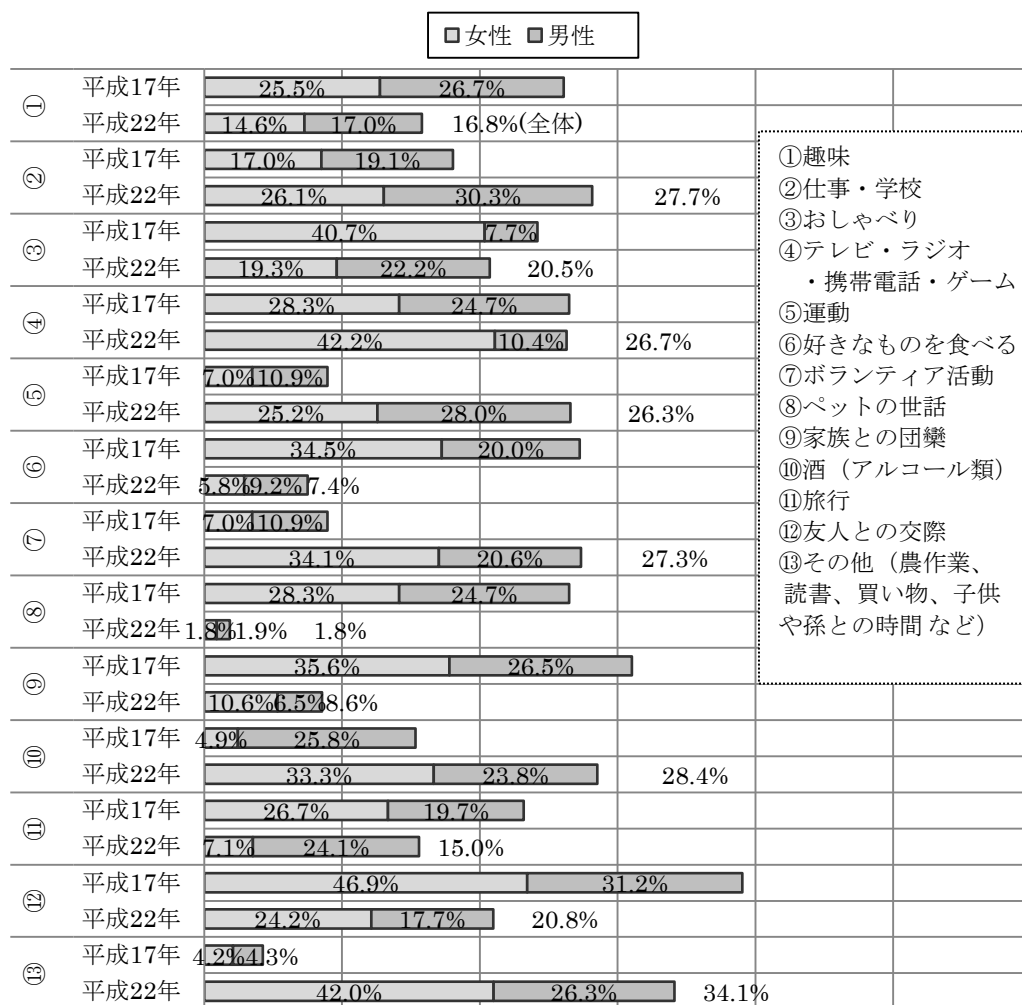 女性 男性
① 平成17年 25.5% 26.7%
平成22年 14.6% 17.0% 16.8%(全体)
② 平成17年 17.0% 19.1%
平成22年 26.1% 30.3% 27.7%
③ 平成17年 40.7% 7.7%
平成22年 19.3% 22.2% 20.5%
④ 平成17年 28.3% 24.7%
平成22年 42.2% 10.4% 26.7%
⑤ 平成17年 7.0% 10.9%
平成22年 25.2% 28.0% 26.3%
⑥ 平成17年 34.5% 20.0%
平成22年 5.8% 9.2% 7.4%
⑦ 平成17年 7.0% 10.9%
平成22年 34.1% 20.6% 27.3%
⑧ 平成17年 28.3% 24.7%
平成22年 1.8% 1.9% 1.8%
⑨ 平成17年 35.6% 26.5%
平成22年 10.6% 6.5% 8.6%
⑩ 平成17年 4.9% 25.8%
平成22年 33.3% 23.8% 28.4%
⑪ 平成17年 26.7% 19.7%
平成22年 7.1% 24.1% 15.0%
⑫ 平成17年 46.9% 31.2%
平成22年 24.2% 17.7% 20.8%
⑬ 平成17年 4.2% 4.3%
平成22年 42.0% 26.3% 34.1%
①趣味
②仕事・学校
③おしゃべり
④テレビ・ラジオ
・携帯電話・ゲーム
⑤運動
⑥好きなものを食べる
⑦ボランティア活動
⑧ペットの世話
⑨家族との団欒
⑩酒（アルコール類）
⑪旅行
⑫友人との交際
⑬その他（農作業、
読書、買い物、子供
や孫との時間 など）